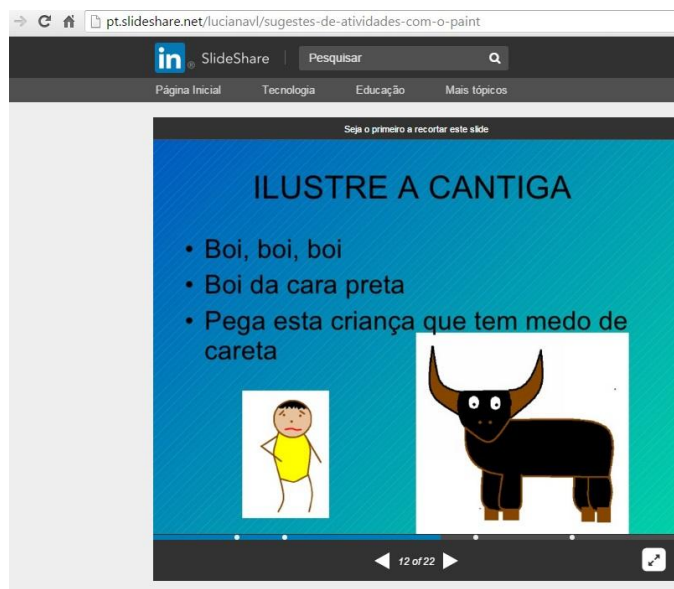 pt.slideshare.net/lucianavl/sugestes-de-atividades-com-o-paint
in ® SlideShare
Pesquisar
Página Inicial Tecnologia Educação Mais tópicos
Seja o primeiro a recortar este slide
ILUSTRE A CANTIGA
• Boi, boi, boi
• Boi da cara preta
• Pega esta criança que tem medo de
careta
12 of 22